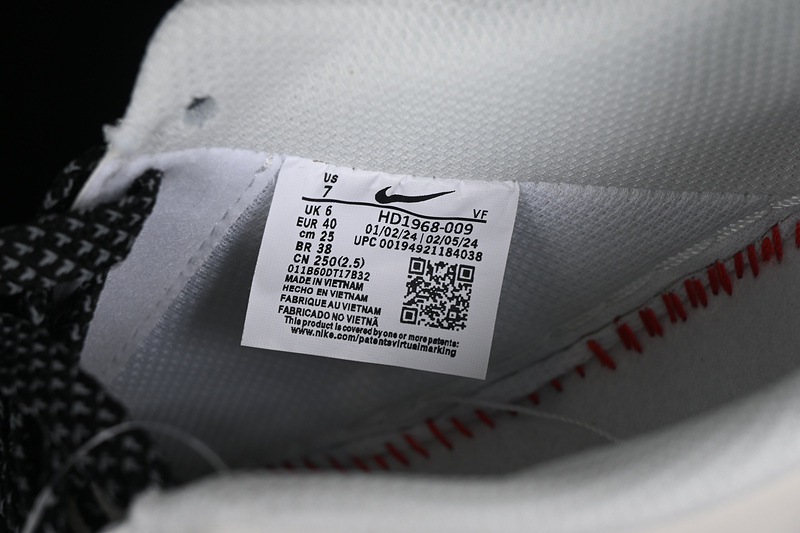 US
7
UK 6
EUR 40
cm 25
BR 38
CN 250(2.5)
VF
HD1968-009
01/02/24 | 02/05/24
UPC 00194921184038
011B60DT17B32
MADE IN VIETNAM
HECHO EN VIETNAM
FABRIQUE AU VIETNAM
FABRICADO NO VIETNÃ
This product is covered by one or more patents:
www.nike.com/patentsvirtualmarking